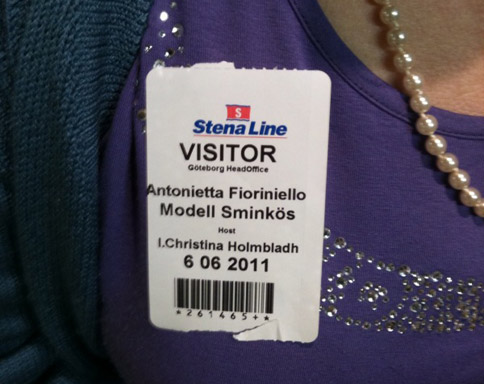 S
Stena Line
VISITOR
Göteborg HeadOffice
Antonietta Fioriniello
Modell Sminkös
Host
I.Christina Holmbladh
6 06 2011
*261465+*